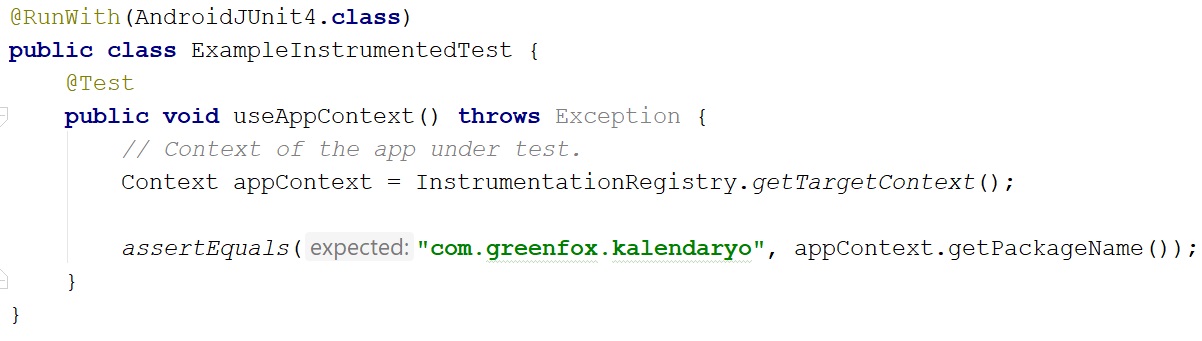 @RunWith(AndroidJUnit4.class)
public class ExampleInstrumentedTest {
@Test
public void useAppContext() throws Exception {
// Context of the app under test.
Context appContext = InstrumentationRegistry.getTargetContext();
assertEquals( expected: "com.greenfox.kalendaryo", appContext.getPackageName());
}
}